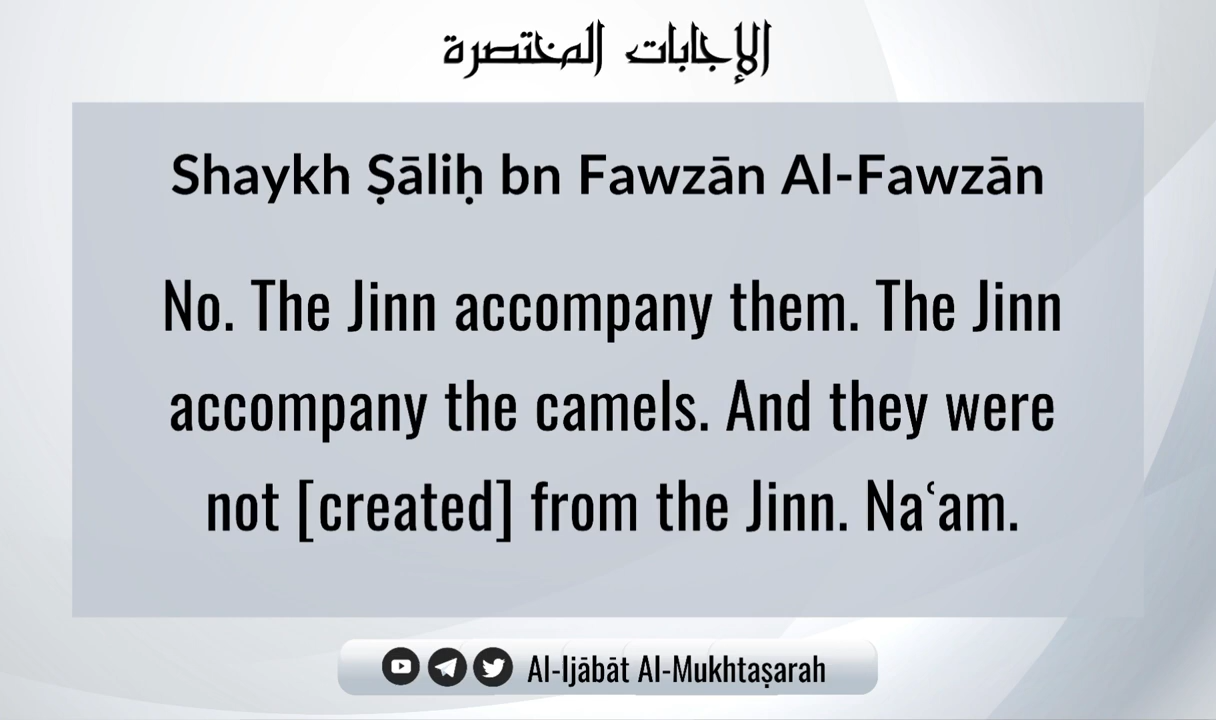 الإجابات المختصرة
Shaykh Ṣāliḥ bn Fawzān Al-Fawzān
No. The Jinn accompany them. The Jinn
accompany the camels. And they were
not [created] from the Jinn. Naʿam.
Al-Ijābāt Al-Mukhtaṣarah